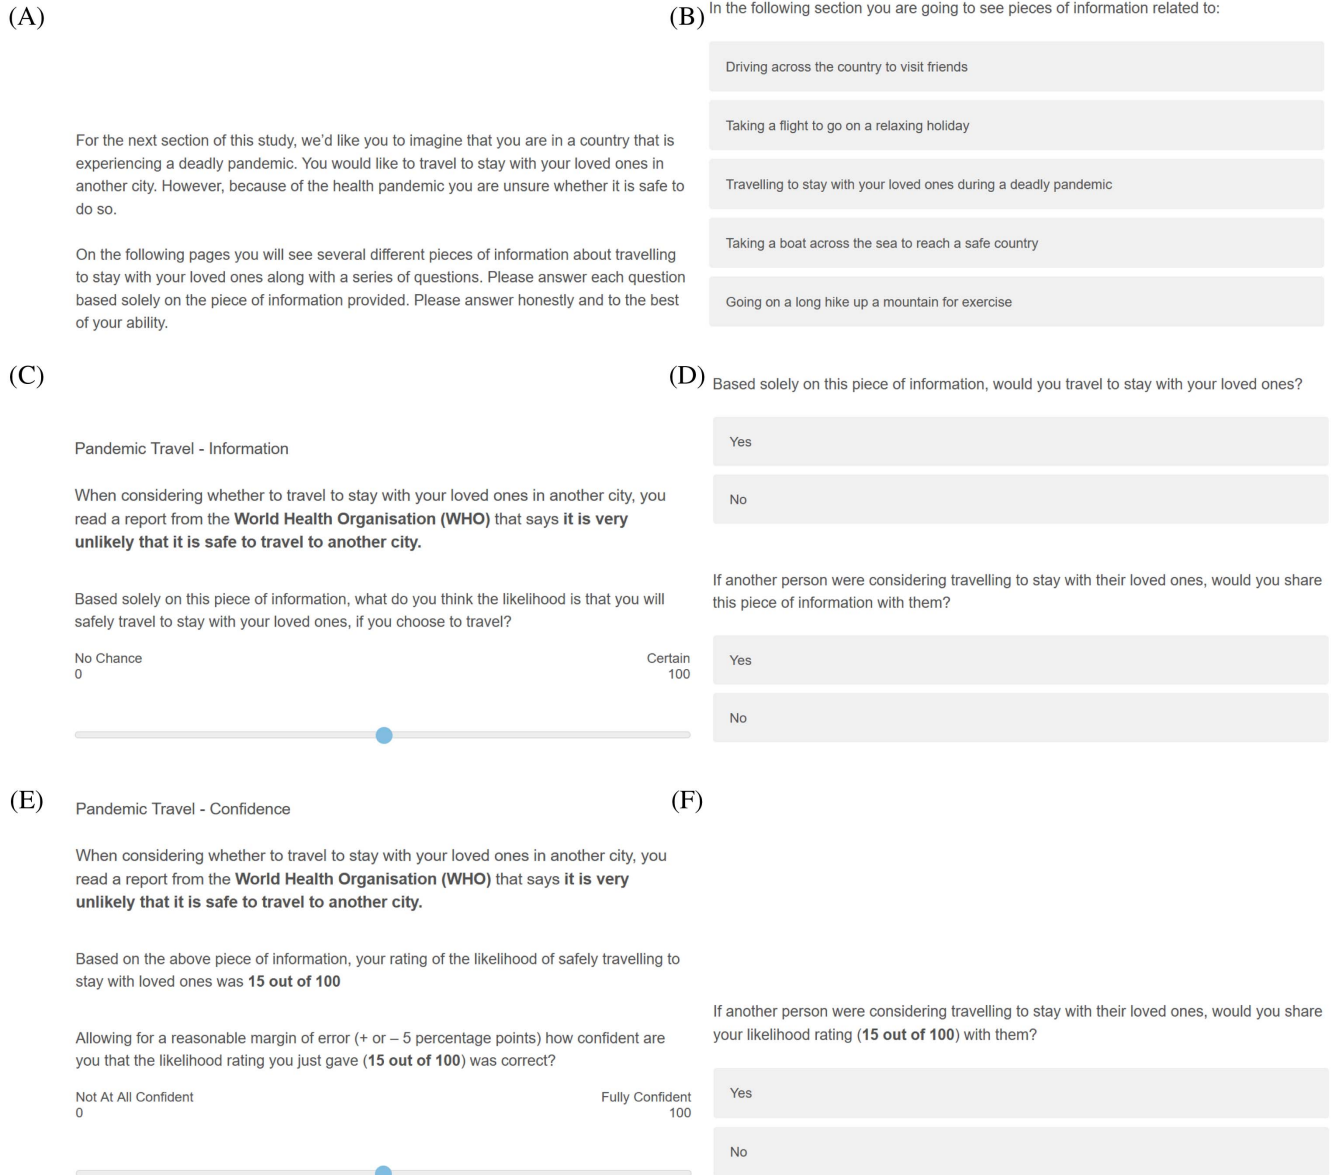 (A)
For the next section of this study, we'd like you to imagine that you are in a country that is
experiencing a deadly pandemic. You would like to travel to stay with your loved ones in
another city. However, because of the health pandemic you are unsure whether it is safe to
do so.
On the following pages you will see several different pieces of information about travelling
to stay with your loved ones along with a series of questions. Please answer each question
based solely on the piece of information provided. Please answer honestly and to the best
of your ability.
(B)
In the following section you are going to see pieces of information related to:
Driving across the country to visit friends
Taking a flight to go on a relaxing holiday
Travelling to stay with your loved ones during a deadly pandemic
Taking a boat across the sea to reach a safe country
Going on a long hike up a mountain for exercise
(C)
Pandemic Travel - Information
When considering whether to travel to stay with your loved ones in another city, you
read a report from the World Health Organisation (WHO) that says it is very
unlikely that it is safe to travel to another city.
Based solely on this piece of information, what do you think the likelihood is that you will
safely travel to stay with your loved ones, if you choose to travel?
No Chance Certain
0 100
(D)
Based solely on this piece of information, would you travel to stay with your loved ones?
Yes
No
If another person were considering travelling to stay with their loved ones, would you share
this piece of information with them?
Yes
No
(E)
Pandemic Travel - Confidence
When considering whether to travel to stay with your loved ones in another city, you
read a report from the World Health Organisation (WHO) that says it is very
unlikely that it is safe to travel to another city.
Based on the above piece of information, your rating of the likelihood of safely travelling to
stay with loved ones was 15 out of 100
Allowing for a reasonable margin of error (+ or – 5 percentage points) how confident are
you that the likelihood rating you just gave (15 out of 100) was correct?
Not At All Confident Fully Confident
0 100
(F)
If another person were considering travelling to stay with their loved ones, would you share
your likelihood rating (15 out of 100) with them?
Yes
No